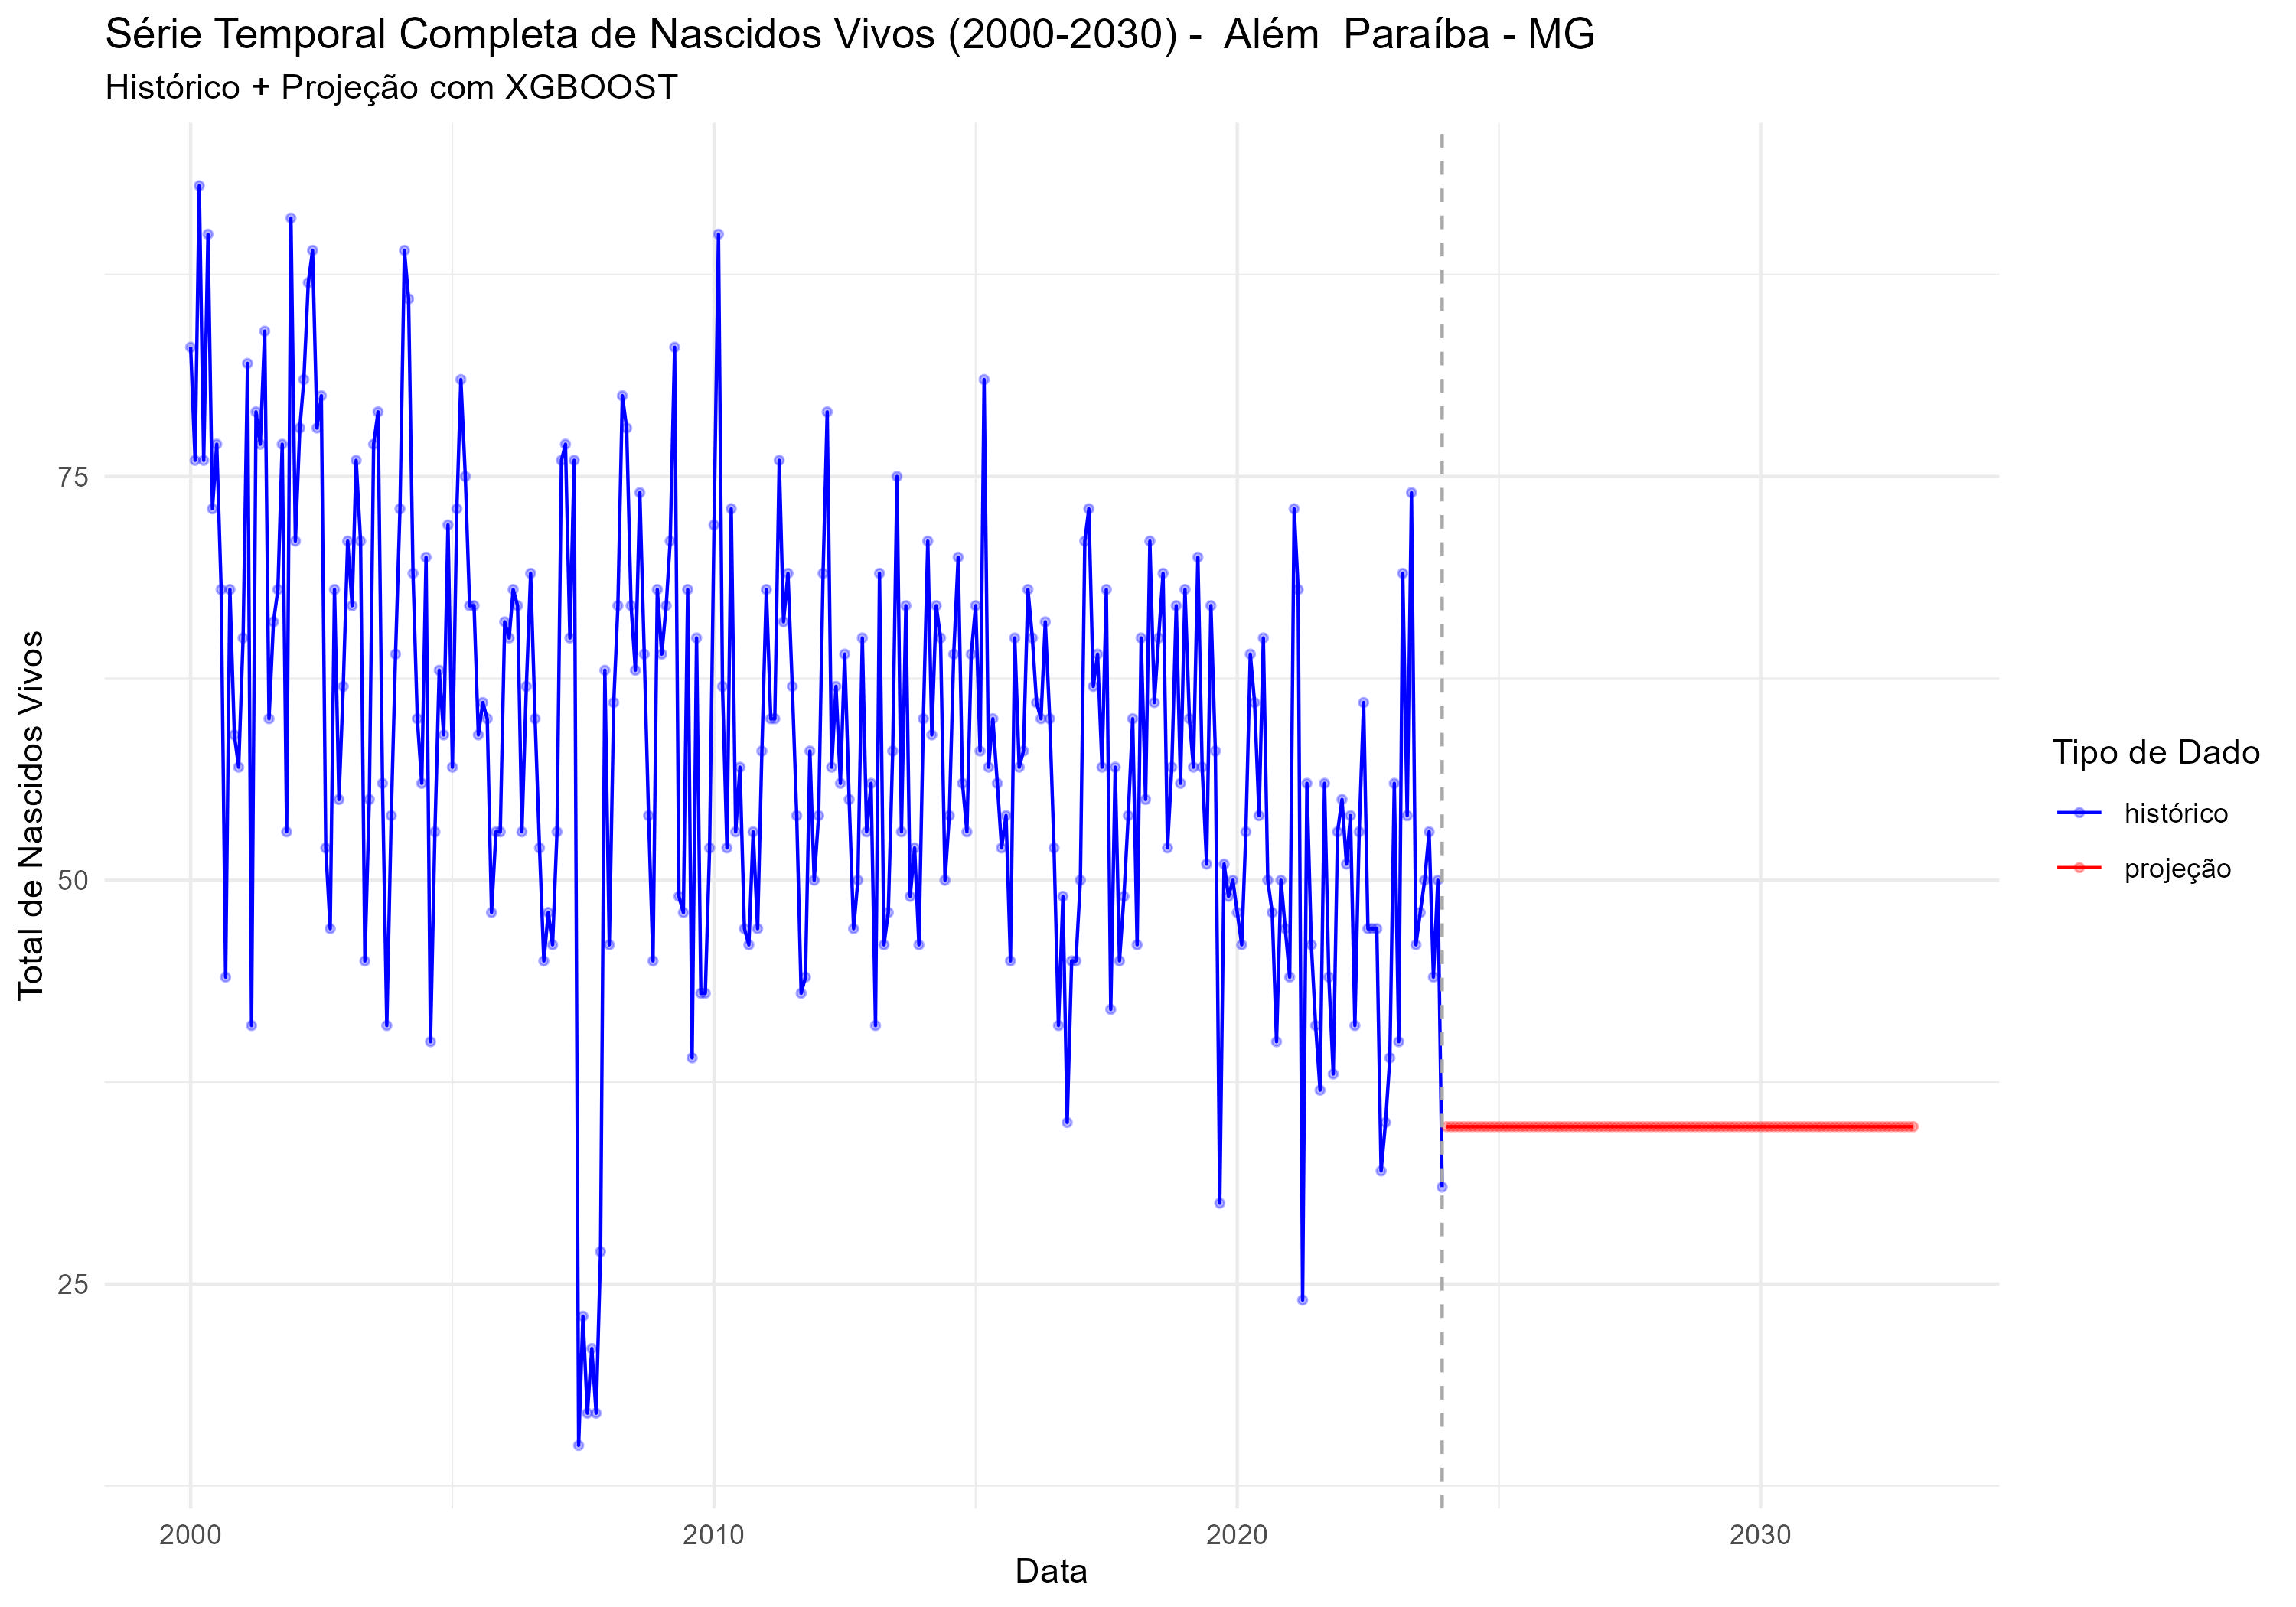 Série Temporal Completa de Nascidos Vivos (2000-2030) -  Além  Paraíba - MG
Histórico + Projeção com XGBOOST
Total de Nascidos Vivos
75
50
25
2000
2010
2020
2030
Data
Tipo de Dado
histórico
projeção